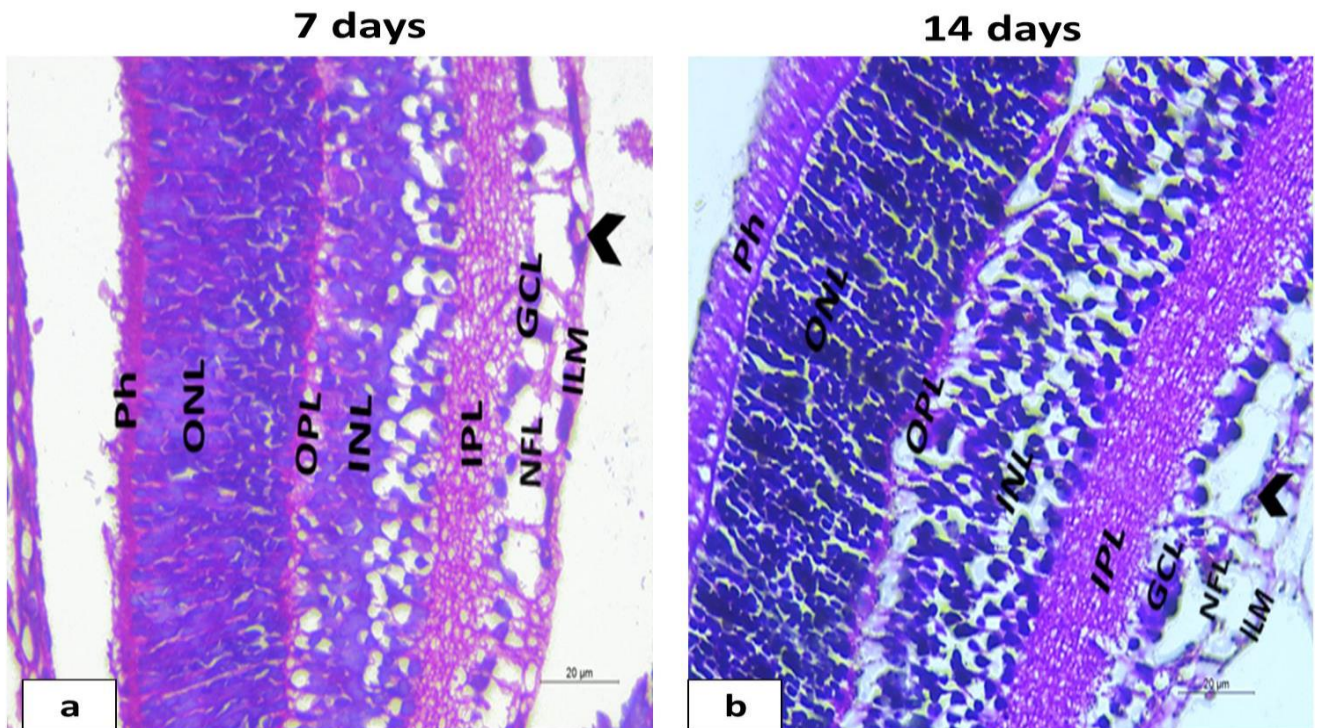 7 days
14 days
Ph
ONL
OPL
INL
IPL
GCL
NFL
ILM
20 µm
a
Ph
ONL
OPL
INL
IPL
GCL
NFL
ILM
20 µm
b